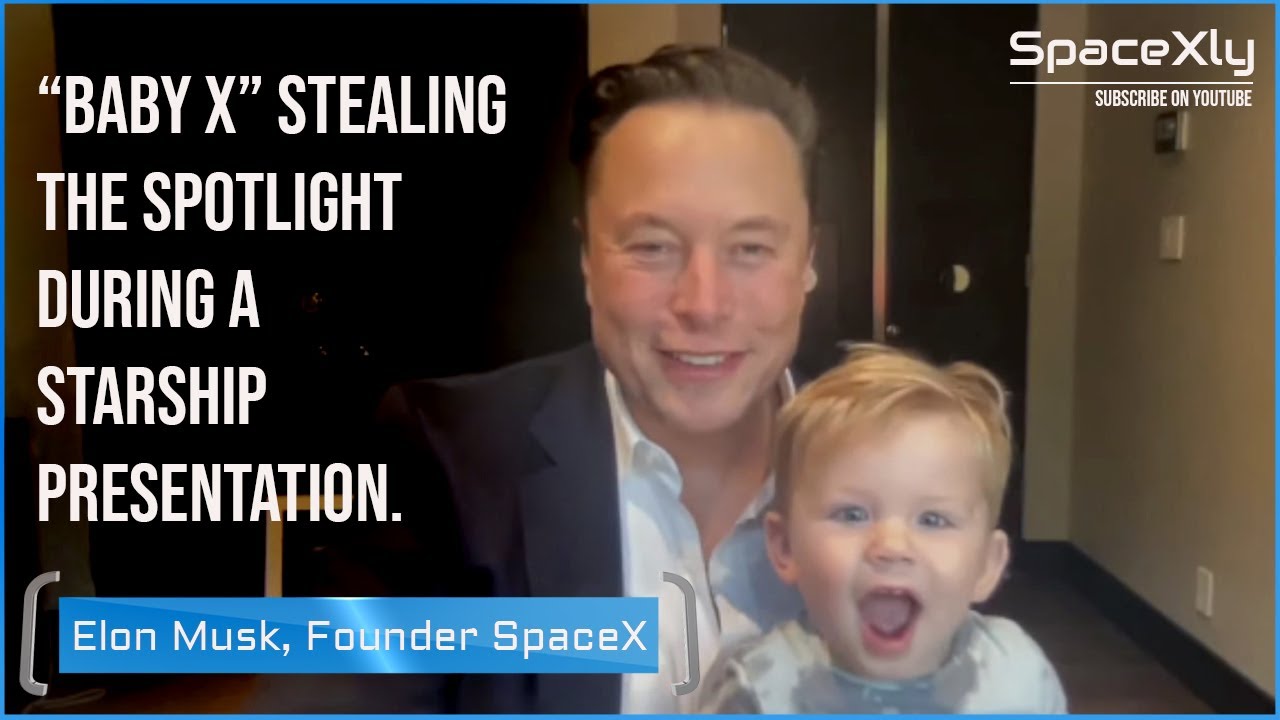 “BABY X” STEALING
THE SPOTLIGHT
DURING A
STARSHIP
PRESENTATION.
SpaceXly
SUBSCRIBE ON YOUTUBE
Elon Musk, Founder SpaceX